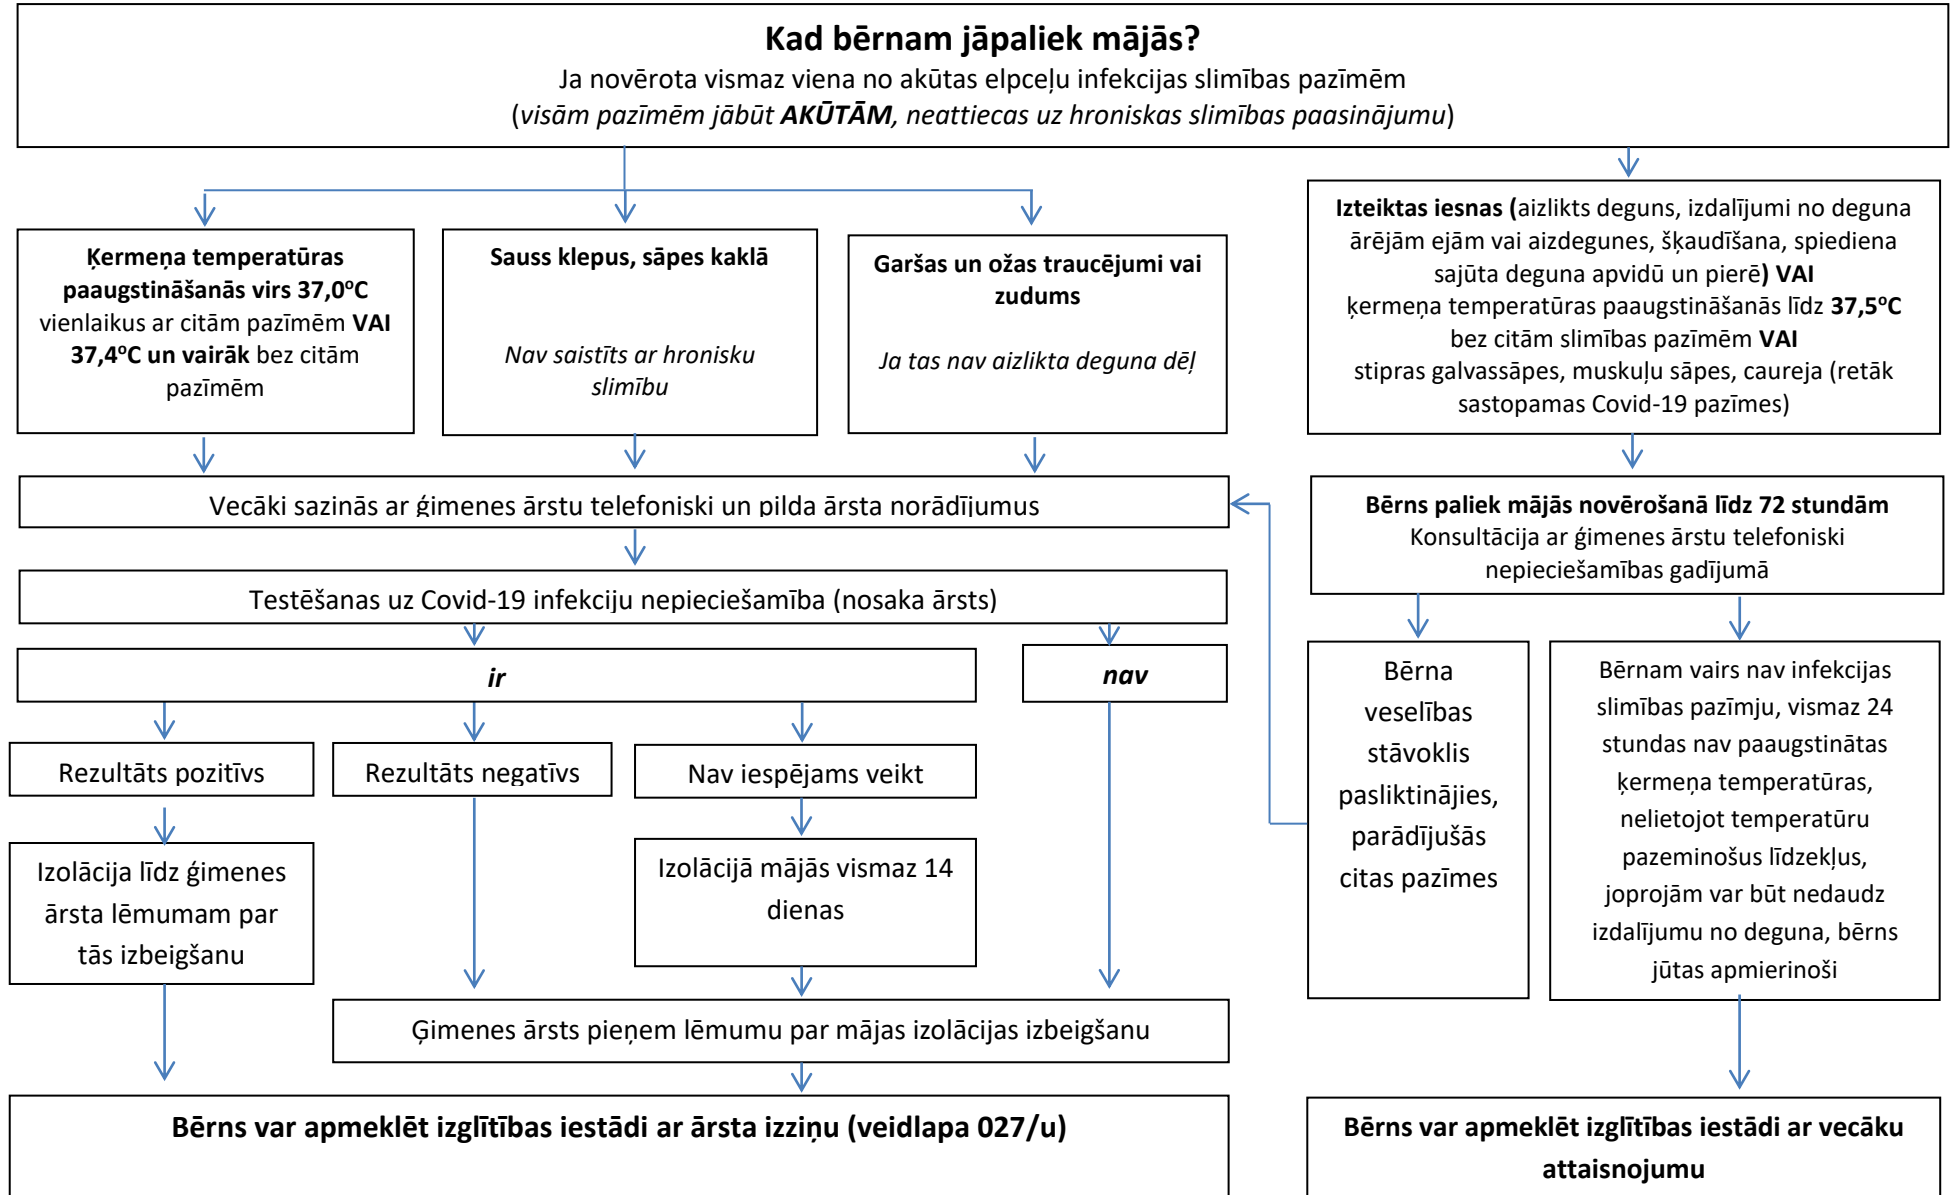 Kad bērnam jāpaliek mājās?
Ja novērota vismaz viena no akūtas elpceļu infekcijas slimības pazīmēm
(visām pazīmēm jābūt AKŪTĀM, neattiecas uz hroniskas slimības paasinājumu)
Ķermeņa temperatūras
paaugstināšanās virs 37,0°C
vienlaikus ar citām pazīmēm VAI
37,4°C un vairāk bez citām
pazīmēm
Sauss klepus, sāpes kaklā
Nav saistīts ar hronisku
slimību
Garšas un ožas traucējumi vai
zudums
Ja tas nav aizlikta deguna dēļ
Izteiktas iesnas (aizlikts deguns, izdalījumi no deguna
ārējām ejām vai aizdegunes, šķaudīšana, spiediena
sajūta deguna apvidū un pierē) VAI
ķermeņa temperatūras paaugstināšanās līdz 37,5°C
bez citām slimības pazīmēm VAI
stipras galvassāpes, muskuļu sāpes, caureja (retāk
sastopamas Covid-19 pazīmes)
Vecāki sazinās ar ģimenes ārstu telefoniski un pilda ārsta norādījumus
Bērns paliek mājās novērošanā līdz 72 stundām
Konsultācija ar ģimenes ārstu telefoniski
nepieciešamības gadījumā
Testēšanas uz Covid-19 infekciju nepieciešamība (nosaka ārsts)
ir
nav
Rezultāts pozitīvs
Rezultāts negatīvs
Nav iespējams veikt
Izolācija līdz ģimenes
ārsta lēmumam par
tās izbeigšanu
Izolācijā mājās vismaz 14
dienas
Bērna
veselības
stāvoklis
pasliktinājies,
parādījušās
citas pazīmes
Bērnam vairs nav infekcijas
slimības pazīmju, vismaz 24
stundas nav paaugstinātas
ķermeņa temperatūras,
nelietojot temperatūru
pazeminošus līdzekļus,
joprojām var būt nedaudz
izdalījumu no deguna, bērns
jūtas apmierinoši
Ģimenes ārsts pieņem lēmumu par mājas izolācijas izbeigšanu
Bērns var apmeklēt izglītības iestādi ar ārsta izziņu (veidlapa 027/u)
Bērns var apmeklēt izglītības iestādi ar vecāku
attaisnojumu